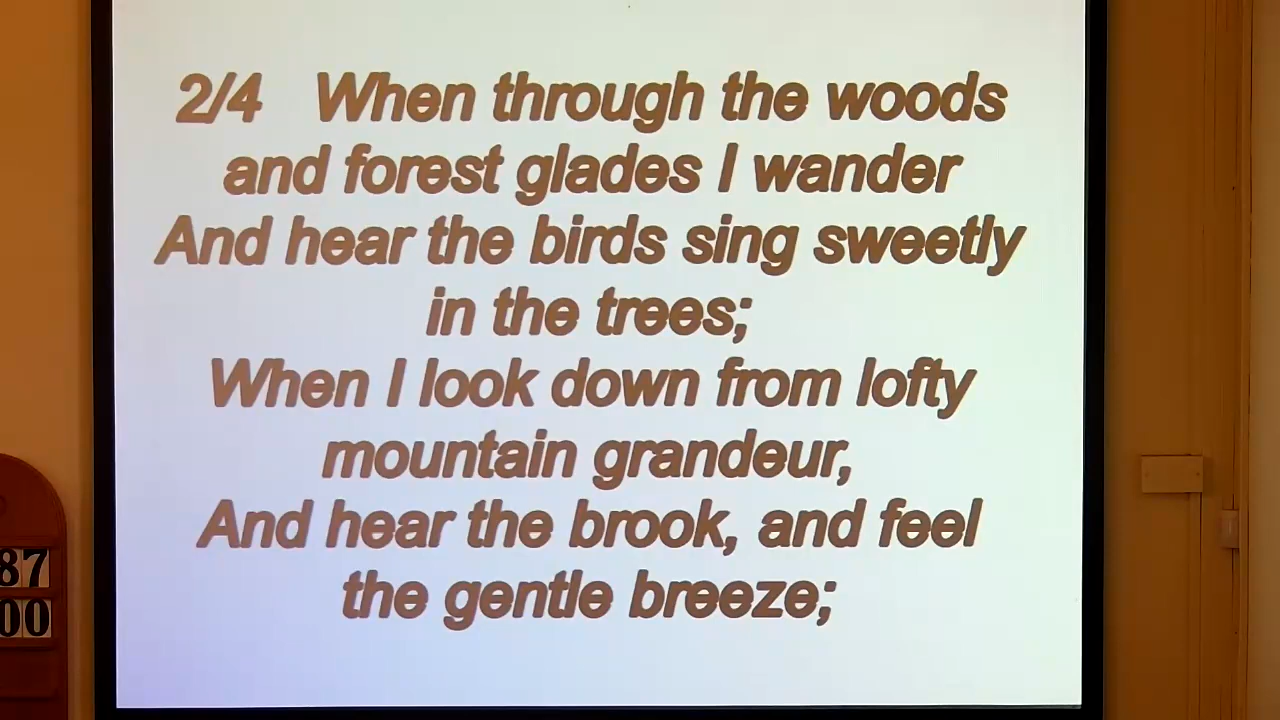 2/4 When through the woods
and forest glades I wander
And hear the birds sing sweetly
in the trees;
When I look down from lofty
mountain grandeur,
And hear the brook, and feel
the gentle breeze;
87
00